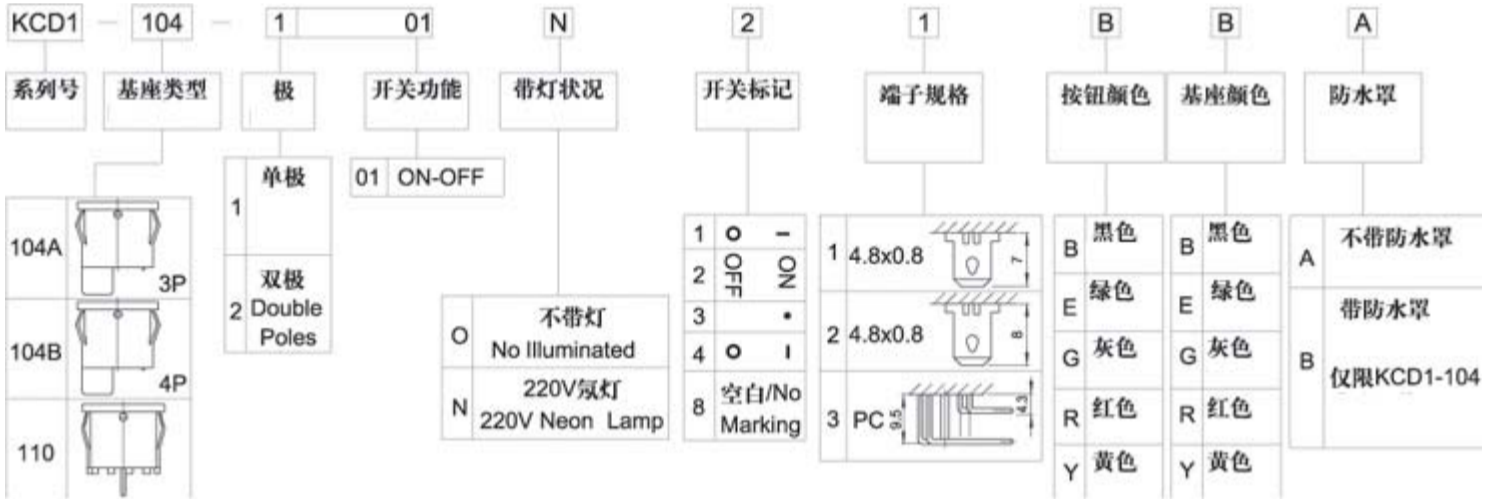 KCD1 — 104 — 1 01 N 2 1 B B A
系列号 基座类型 极 开关功能 带灯状况 开关标记 端子规格 按钮颜色 基座颜色 防水罩
104A 3P
104B 4P
110
1 单极
2 双极
Double
Poles
01 ON-OFF
O 不带灯
No Illuminated
N 220V氖灯
220V Neon Lamp
1 O –
2 OFF ON
3 •
4 O I
8 空白/No
Marking
1 4.8x0.8 7
2 4.8x0.8 8
3 PC 9.5 4.3
B 黑色
E 绿色
G 灰色
R 红色
Y 黄色
B 黑色
E 绿色
G 灰色
R 红色
Y 黄色
A 不带防水罩
B 带防水罩
仅限KCD1-104